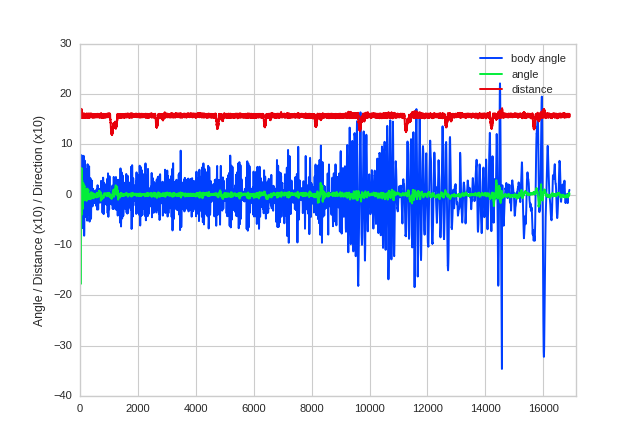 30
20
10
0
−10
−20
−30
−40
Angle / Distance (x10) / Direction (x10)
body angle
angle
distance
0 2000 4000 6000 8000 10000 12000 14000 16000